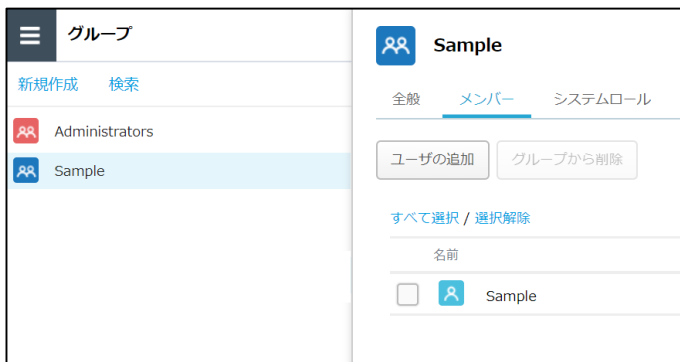 グループ
新規作成 検索
Administrators
Sample
Sample
全般 メンバー システムロール
ユーザの追加 グループから削除
すべて選択 / 選択解除
名前
Sample